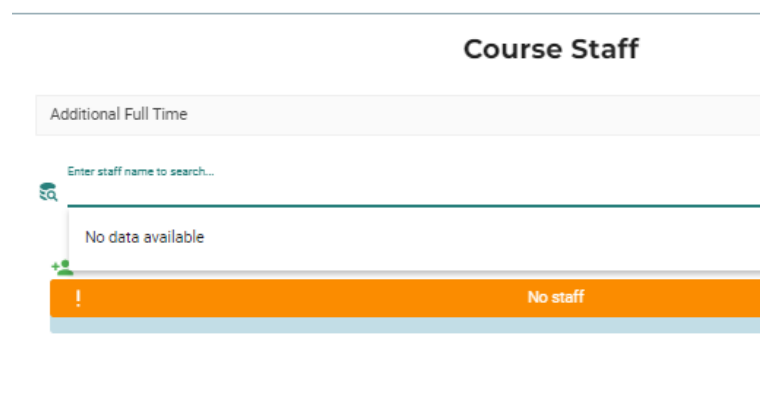 Course Staff
Additional Full Time
Enter staff name to search...
No data available
! No staff